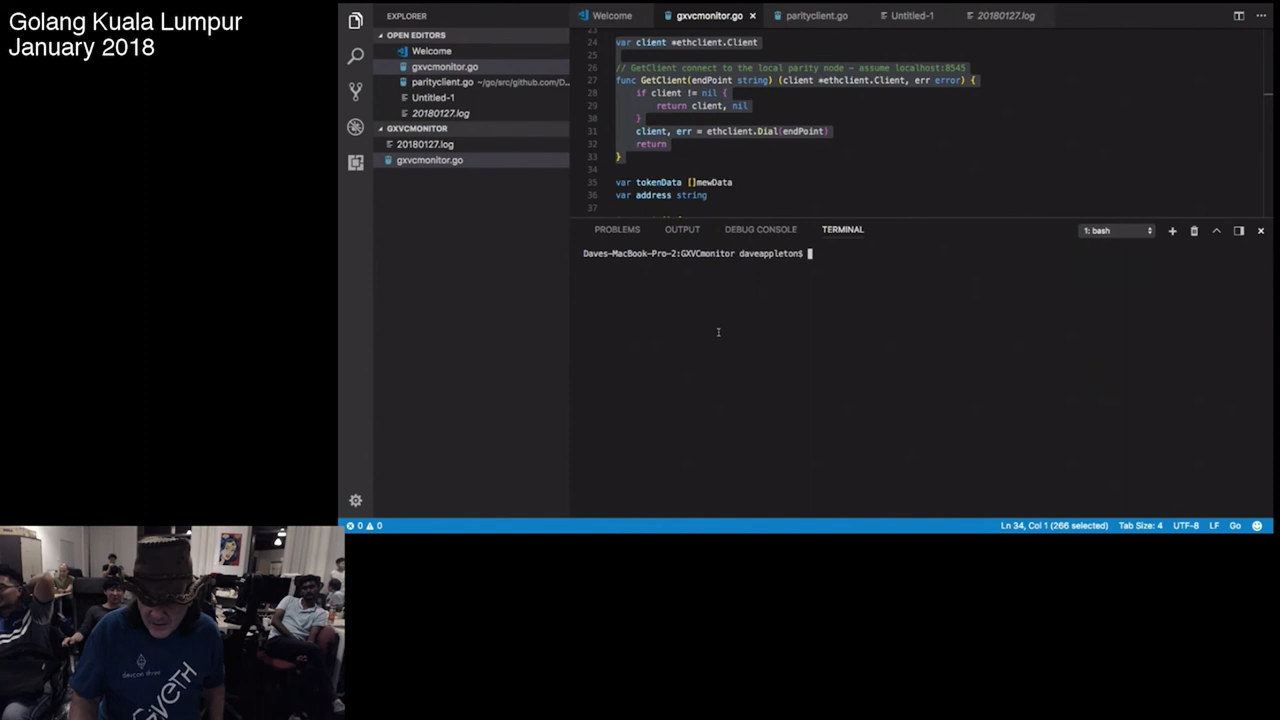 Golang Kuala Lumpur
January 2018
EXPLORER
OPEN EDITORS
Welcome
gxvcmonitor.go
parityclient.go ~/go/src/github.com/D...
Untitled-1
20180127.log
GXVCMONITOR
20180127.log
gxvcmonitor.go
Welcome gxvcmonitor.go × parityclient.go Untitled-1 20180127.log
24 var client *ethclient.Client
25
26 // GetClient connect to the local parity node – assume localhost:8545
27 func GetClient(endPoint string) (client *ethclient.Client, err error) {
28 if client != nil {
29 return client, nil
30 }
31 client, err = ethclient.Dial(endPoint)
32 return
33 }
34
35 var tokenData []mewData
36 var address string
37
PROBLEMS OUTPUT DEBUG CONSOLE TERMINAL 1: bash
Daves-MacBook-Pro-2:GXVCmonitor daveappleton$
0 0 Ln 34, Col 1 (266 selected) Tab Size: 4 UTF-8 LF Go
devcon three
GIVETH